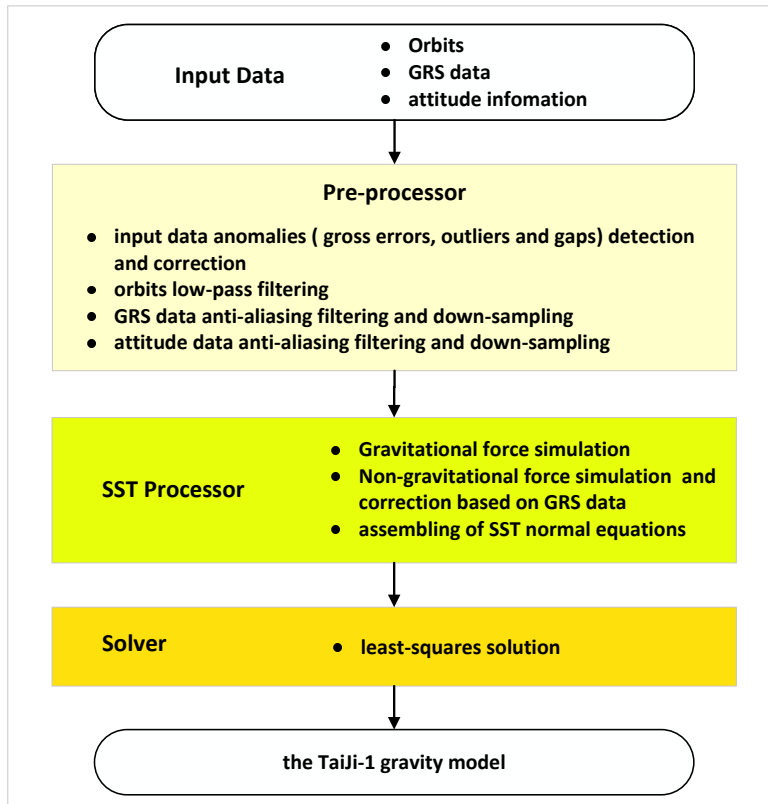 Input Data
● Orbits
● GRS data
● attitude infomation
Pre-processor
● input data anomalies ( gross errors, outliers and gaps) detection
and correction
● orbits low-pass filtering
● GRS data anti-aliasing filtering and down-sampling
● attitude data anti-aliasing filtering and down-sampling
SST Processor
● Gravitational force simulation
● Non-gravitational force simulation and
correction based on GRS data
● assembling of SST normal equations
Solver
● least-squares solution
the TaiJi-1 gravity model